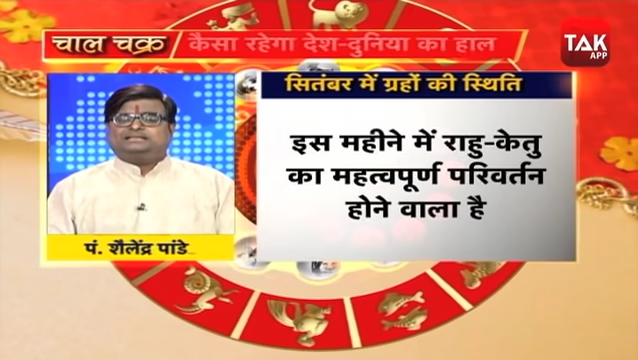 चाल चक्र कैसा रहेगा देश-दुनिया का हाल
TAK
APP
सितंबर में ग्रहों की स्थिति
इस महीने में राहु-केतु
का महत्वपूर्ण परिवर्तन
होने वाला है
पं. शैलेंद्र पांडे